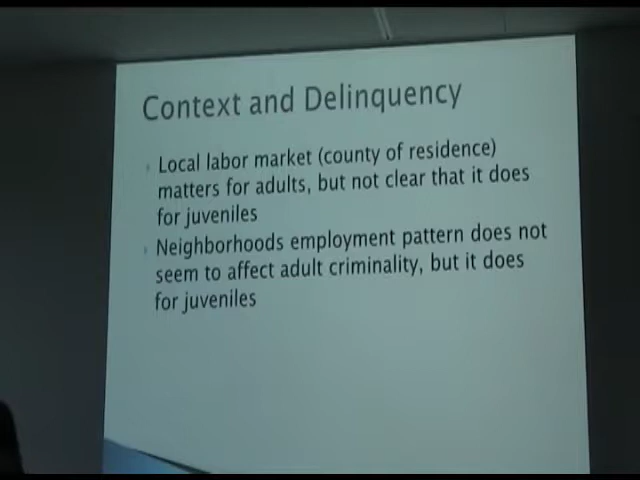 Context and Delinquency
Local labor market (county of residence)
matters for adults, but not clear that it does
for juveniles
Neighborhoods employment pattern does not
seem to affect adult criminality, but it does
for juveniles